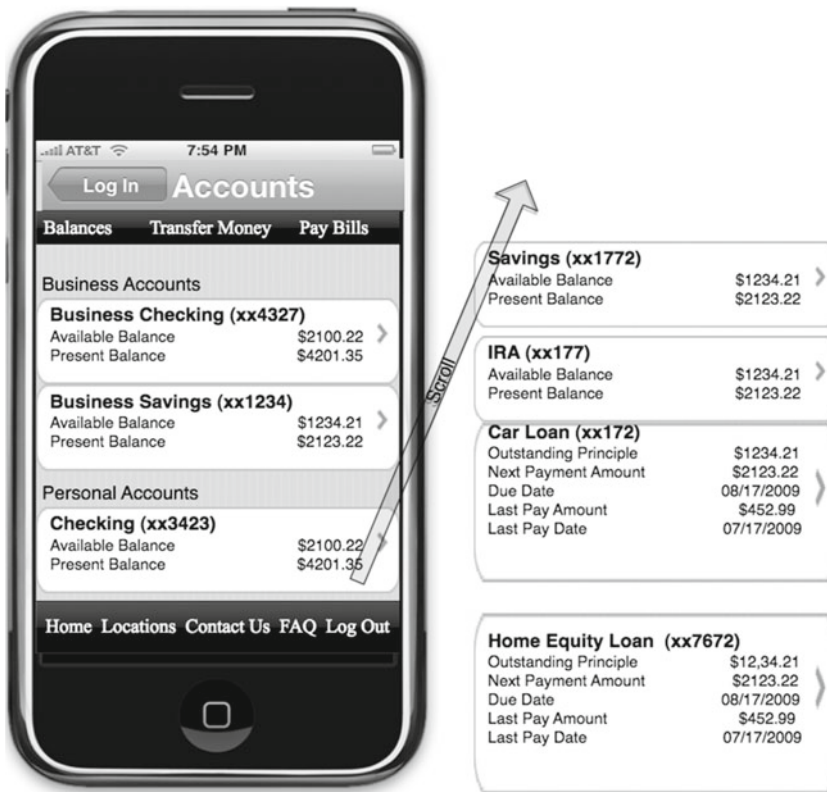 AT&T 7:54 PM
Log In Accounts
Balances Transfer Money Pay Bills
Business Accounts
Business Checking (xx4327)
Available Balance $2100.22
Present Balance $4201.35
Business Savings (xx1234)
Available Balance $1234.21
Present Balance $2123.22
Personal Accounts
Checking (xx3423)
Available Balance $2100.22
Present Balance $4201.35
Home Locations Contact Us FAQ Log Out
Scroll
Savings (xx1772)
Available Balance $1234.21
Present Balance $2123.22
IRA (xx177)
Available Balance $1234.21
Present Balance $2123.22
Car Loan (xx172)
Outstanding Principle $1234.21
Next Payment Amount $2123.22
Due Date 08/17/2009
Last Pay Amount $452.99
Last Pay Date 07/17/2009
Home Equity Loan (xx7672)
Outstanding Principle $12,34.21
Next Payment Amount $2123.22
Due Date 08/17/2009
Last Pay Amount $452.99
Last Pay Date 07/17/2009